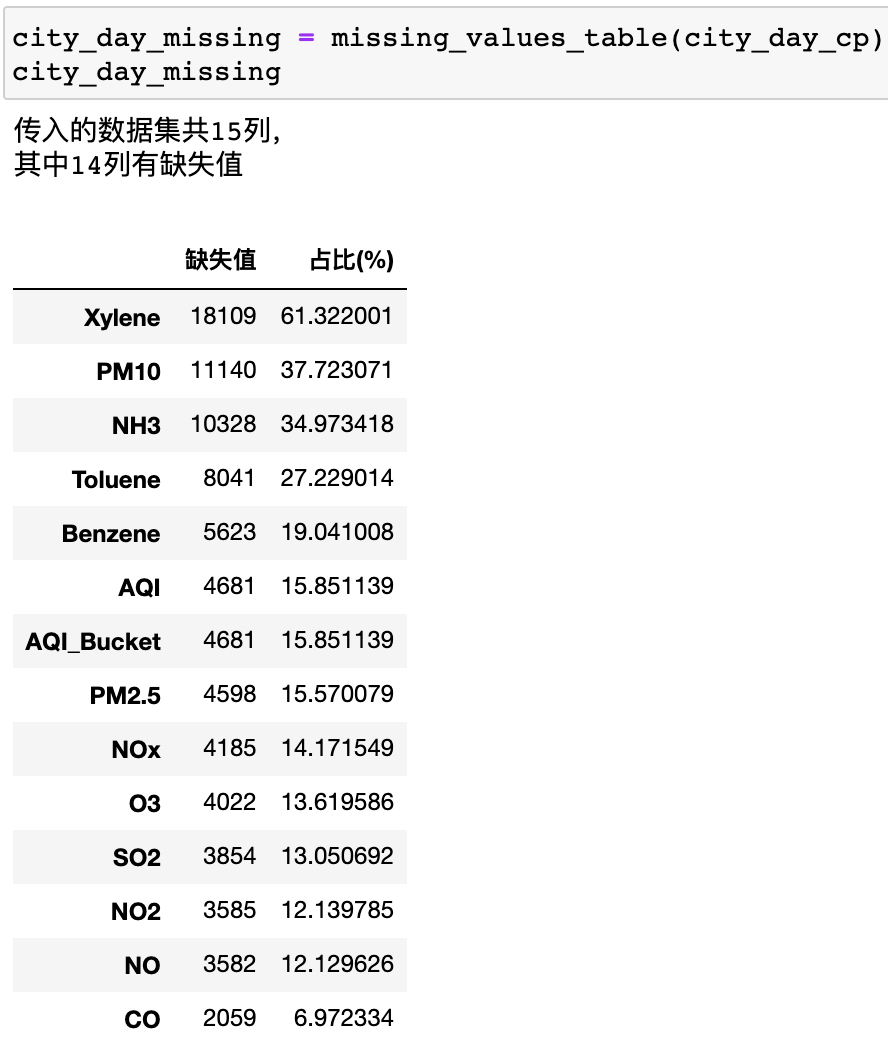 city_day_missing = missing_values_table(city_day_cp)
city_day_missing
传入的数据集共15列,
其中14列有缺失值
缺失值 占比(%)
Xylene 18109 61.322001
PM10 11140 37.723071
NH3 10328 34.973418
Toluene 8041 27.229014
Benzene 5623 19.041008
AQI 4681 15.851139
AQI_Bucket 4681 15.851139
PM2.5 4598 15.570079
NOx 4185 14.171549
O3 4022 13.619586
SO2 3854 13.050692
NO2 3585 12.139785
NO 3582 12.129626
CO 2059 6.972334